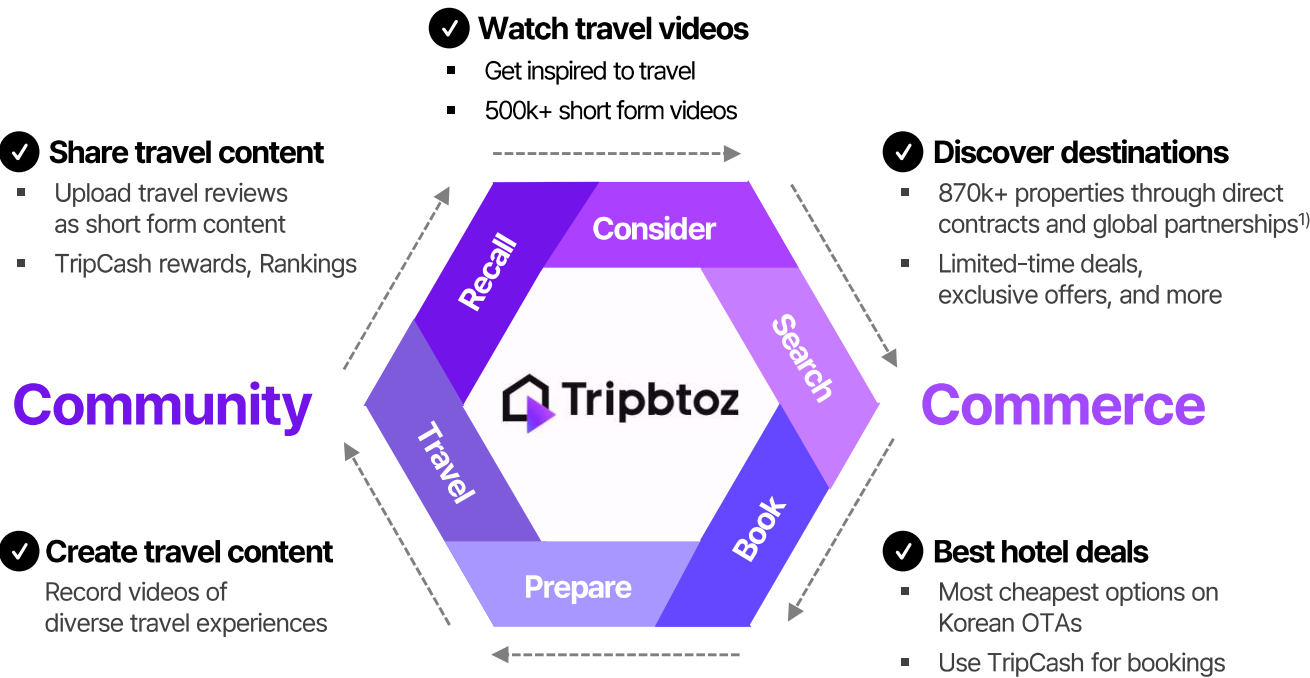 Watch travel videos
Get inspired to travel
500k+ short form videos
Share travel content
Upload travel reviews
as short form content
TripCash rewards, Rankings
Discover destinations
870k+ properties through direct
contracts and global partnerships1)
Limited-time deals,
exclusive offers, and more
Recall
Consider
Search
Community
Tripbtoz
Commerce
Travel
Book
Prepare
Create travel content
Record videos of
diverse travel experiences
Best hotel deals
Most cheapest options on
Korean OTAs
Use TripCash for bookings